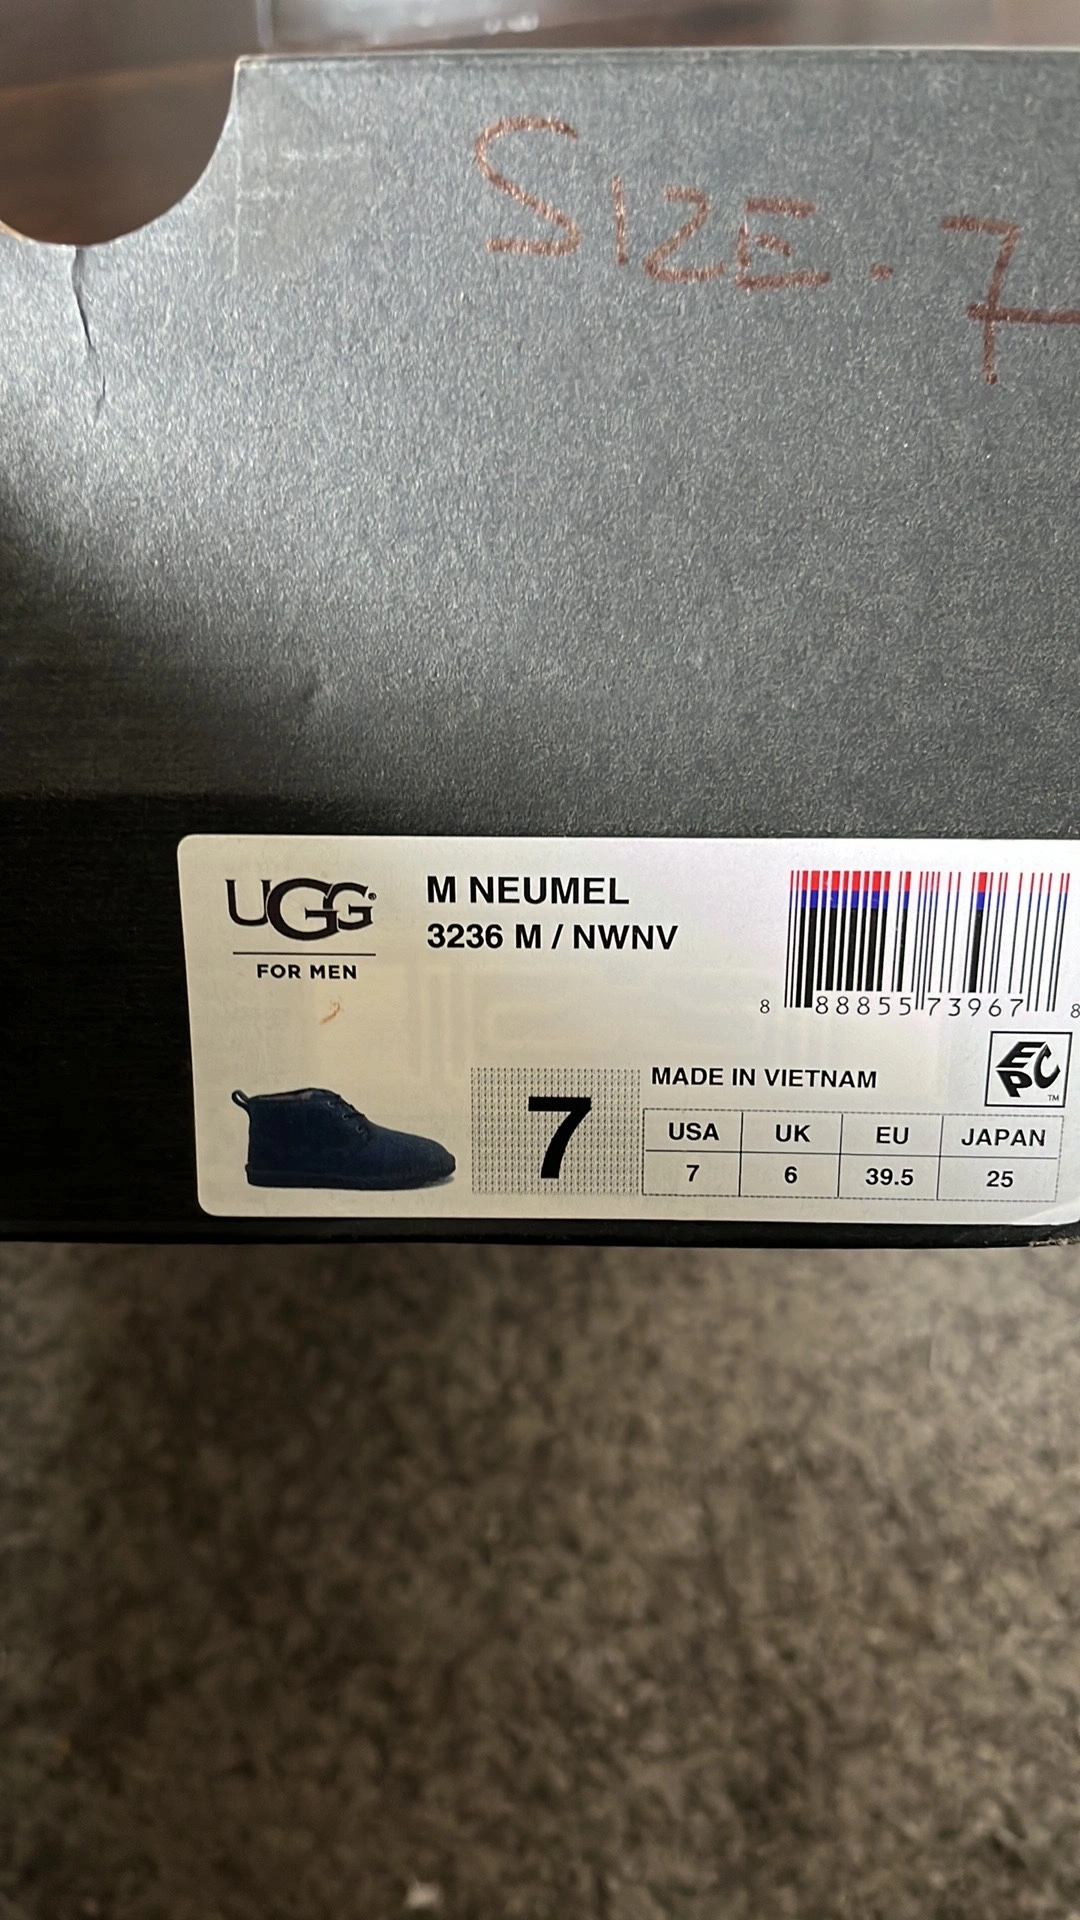 SIZE. 7
UGG®
FOR MEN
M NEUMEL
3236 M / NWNV
8 88855 73967 8
EPC™
MADE IN VIETNAM
7
USA UK EU JAPAN
7 6 39.5 25